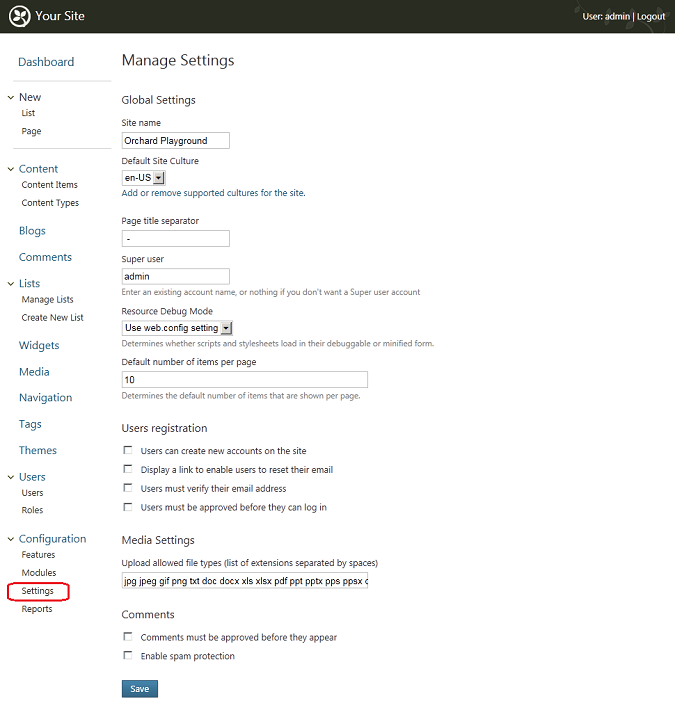 Your Site
User: admin | Logout
Dashboard
New
List
Page
Content
Content Items
Content Types
Blogs
Comments
Lists
Manage Lists
Create New List
Widgets
Media
Navigation
Tags
Themes
Users
Users
Roles
Configuration
Features
Modules
Settings
Reports
Manage Settings
Global Settings
Site name
Orchard Playground
Default Site Culture
en-US
Add or remove supported cultures for the site.
Page title separator
-
Super user
admin
Enter an existing account name, or nothing if you don't want a Super user account
Resource Debug Mode
Use web.config setting
Determines whether scripts and stylesheets load in their debuggable or minified form.
Default number of items per page
10
Determines the default number of items that are shown per page.
Users registration
Users can create new accounts on the site
Display a link to enable users to reset their email
Users must verify their email address
Users must be approved before they can log in
Media Settings
Upload allowed file types (list of extensions separated by spaces)
jpg jpeg gif png txt doc docx xls xlsx pdf ppt pptx pps ppsx
Comments
Comments must be approved before they appear
Enable spam protection
Save